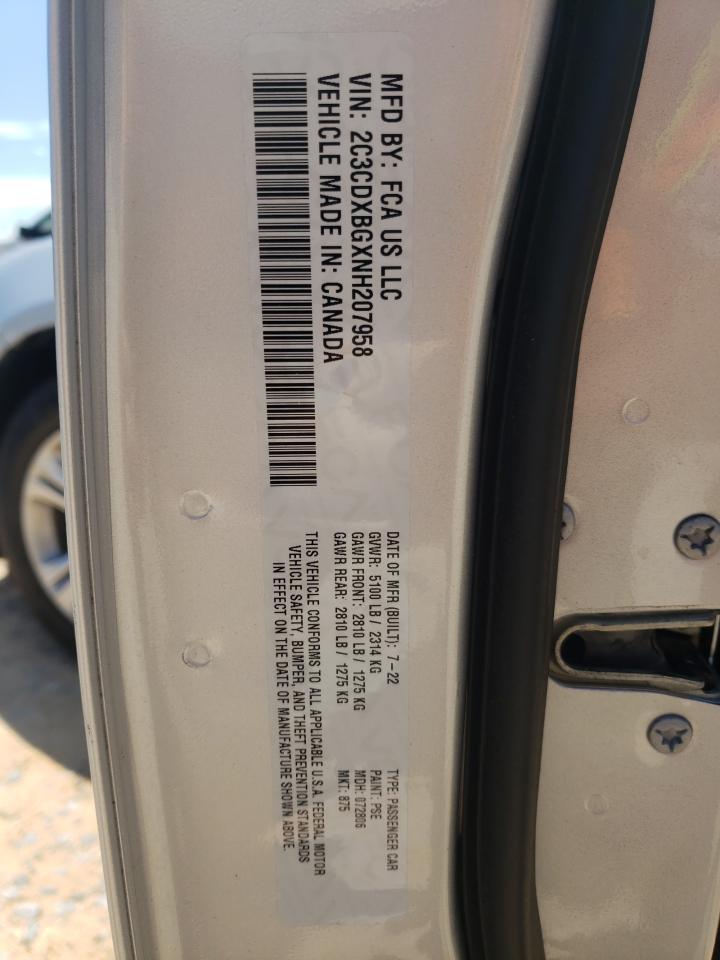 MFD BY: FCA US LLC
VIN: 2C3CDXBGXNH207958
VEHICLE MADE IN: CANADA
DATE OF MFR (BUILT): 7-22
GVWR: 5100 LB / 2314 KG
GAWR FRONT: 2810 LB / 1275 KG
GAWR REAR: 2810 LB / 1275 KG
THIS VEHICLE CONFORMS TO ALL APPLICABLE U.S.A. FEDERAL MOTOR
VEHICLE SAFETY, BUMPER, AND THEFT PREVENTION STANDARDS
IN EFFECT ON THE DATE OF MANUFACTURE SHOWN ABOVE.
TYPE: PASSENGER CAR
PAINT: PSE
MDH: 072806
MKT: 875